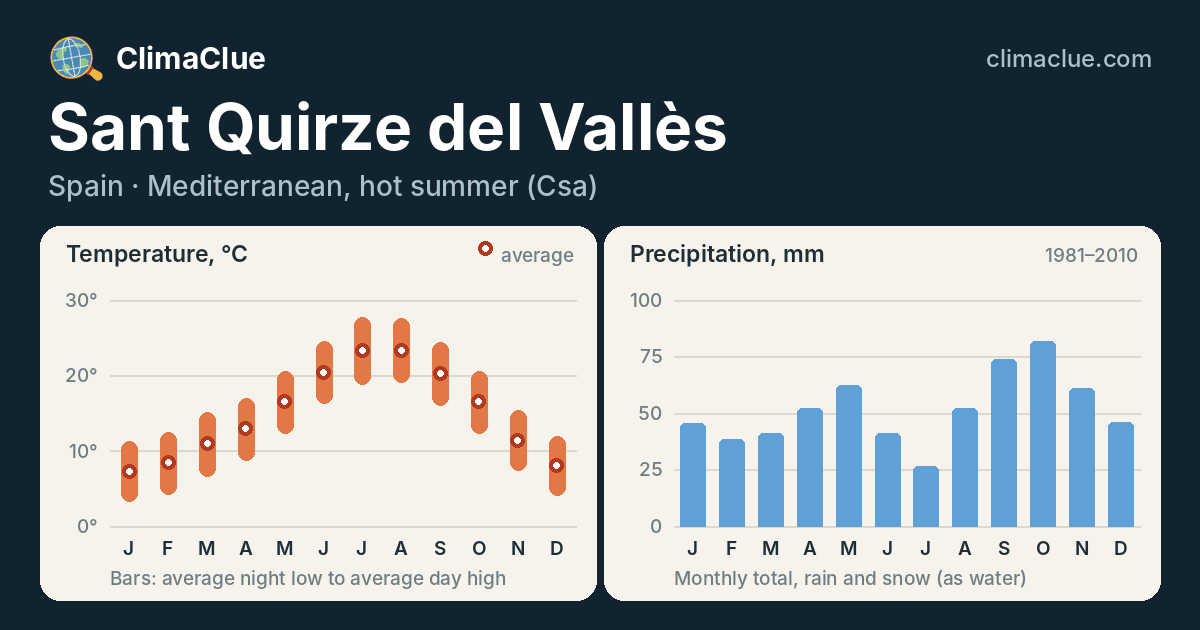 ClimaClue
climaclue.com
Sant Quirze del Vallès
Spain · Mediterranean, hot summer (Csa)
Temperature, °C
average
30°
20°
10°
0°
J F M A M J J A S O N D
Bars: average night low to average day high
Precipitation, mm
1981–2010
100
75
50
25
0
J F M A M J J A S O N D
Monthly total, rain and snow (as water)